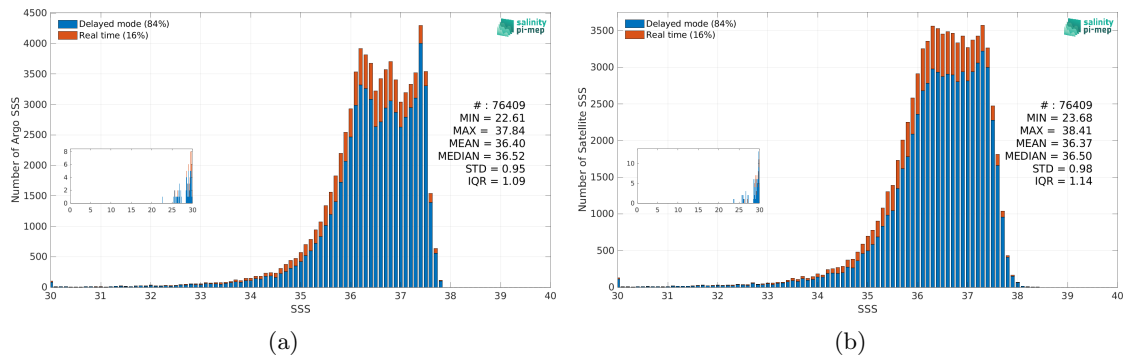 Delayed mode (84%)
Real time (16%)
salinity
pi-mep
# : 76409
MIN = 22.61
MAX = 37.84
MEAN = 36.40
MEDIAN = 36.52
STD = 0.95
IQR = 1.09
Number of Argo SSS
4500
4000
3500
3000
2500
2000
1500
1000
500
0
8
6
4
2
0
0 5 10 15 20 25 30
30 31 32 33 34 35 36 37 38 39 40
SSS
(a)
Delayed mode (84%)
Real time (16%)
salinity
pi-mep
# : 76409
MIN = 23.68
MAX = 38.41
MEAN = 36.37
MEDIAN = 36.50
STD = 0.98
IQR = 1.14
Number of Satellite SSS
3500
3000
2500
2000
1500
1000
500
0
10
5
0
0 5 10 15 20 25 30
30 31 32 33 34 35 36 37 38 39 40
SSS
(b)